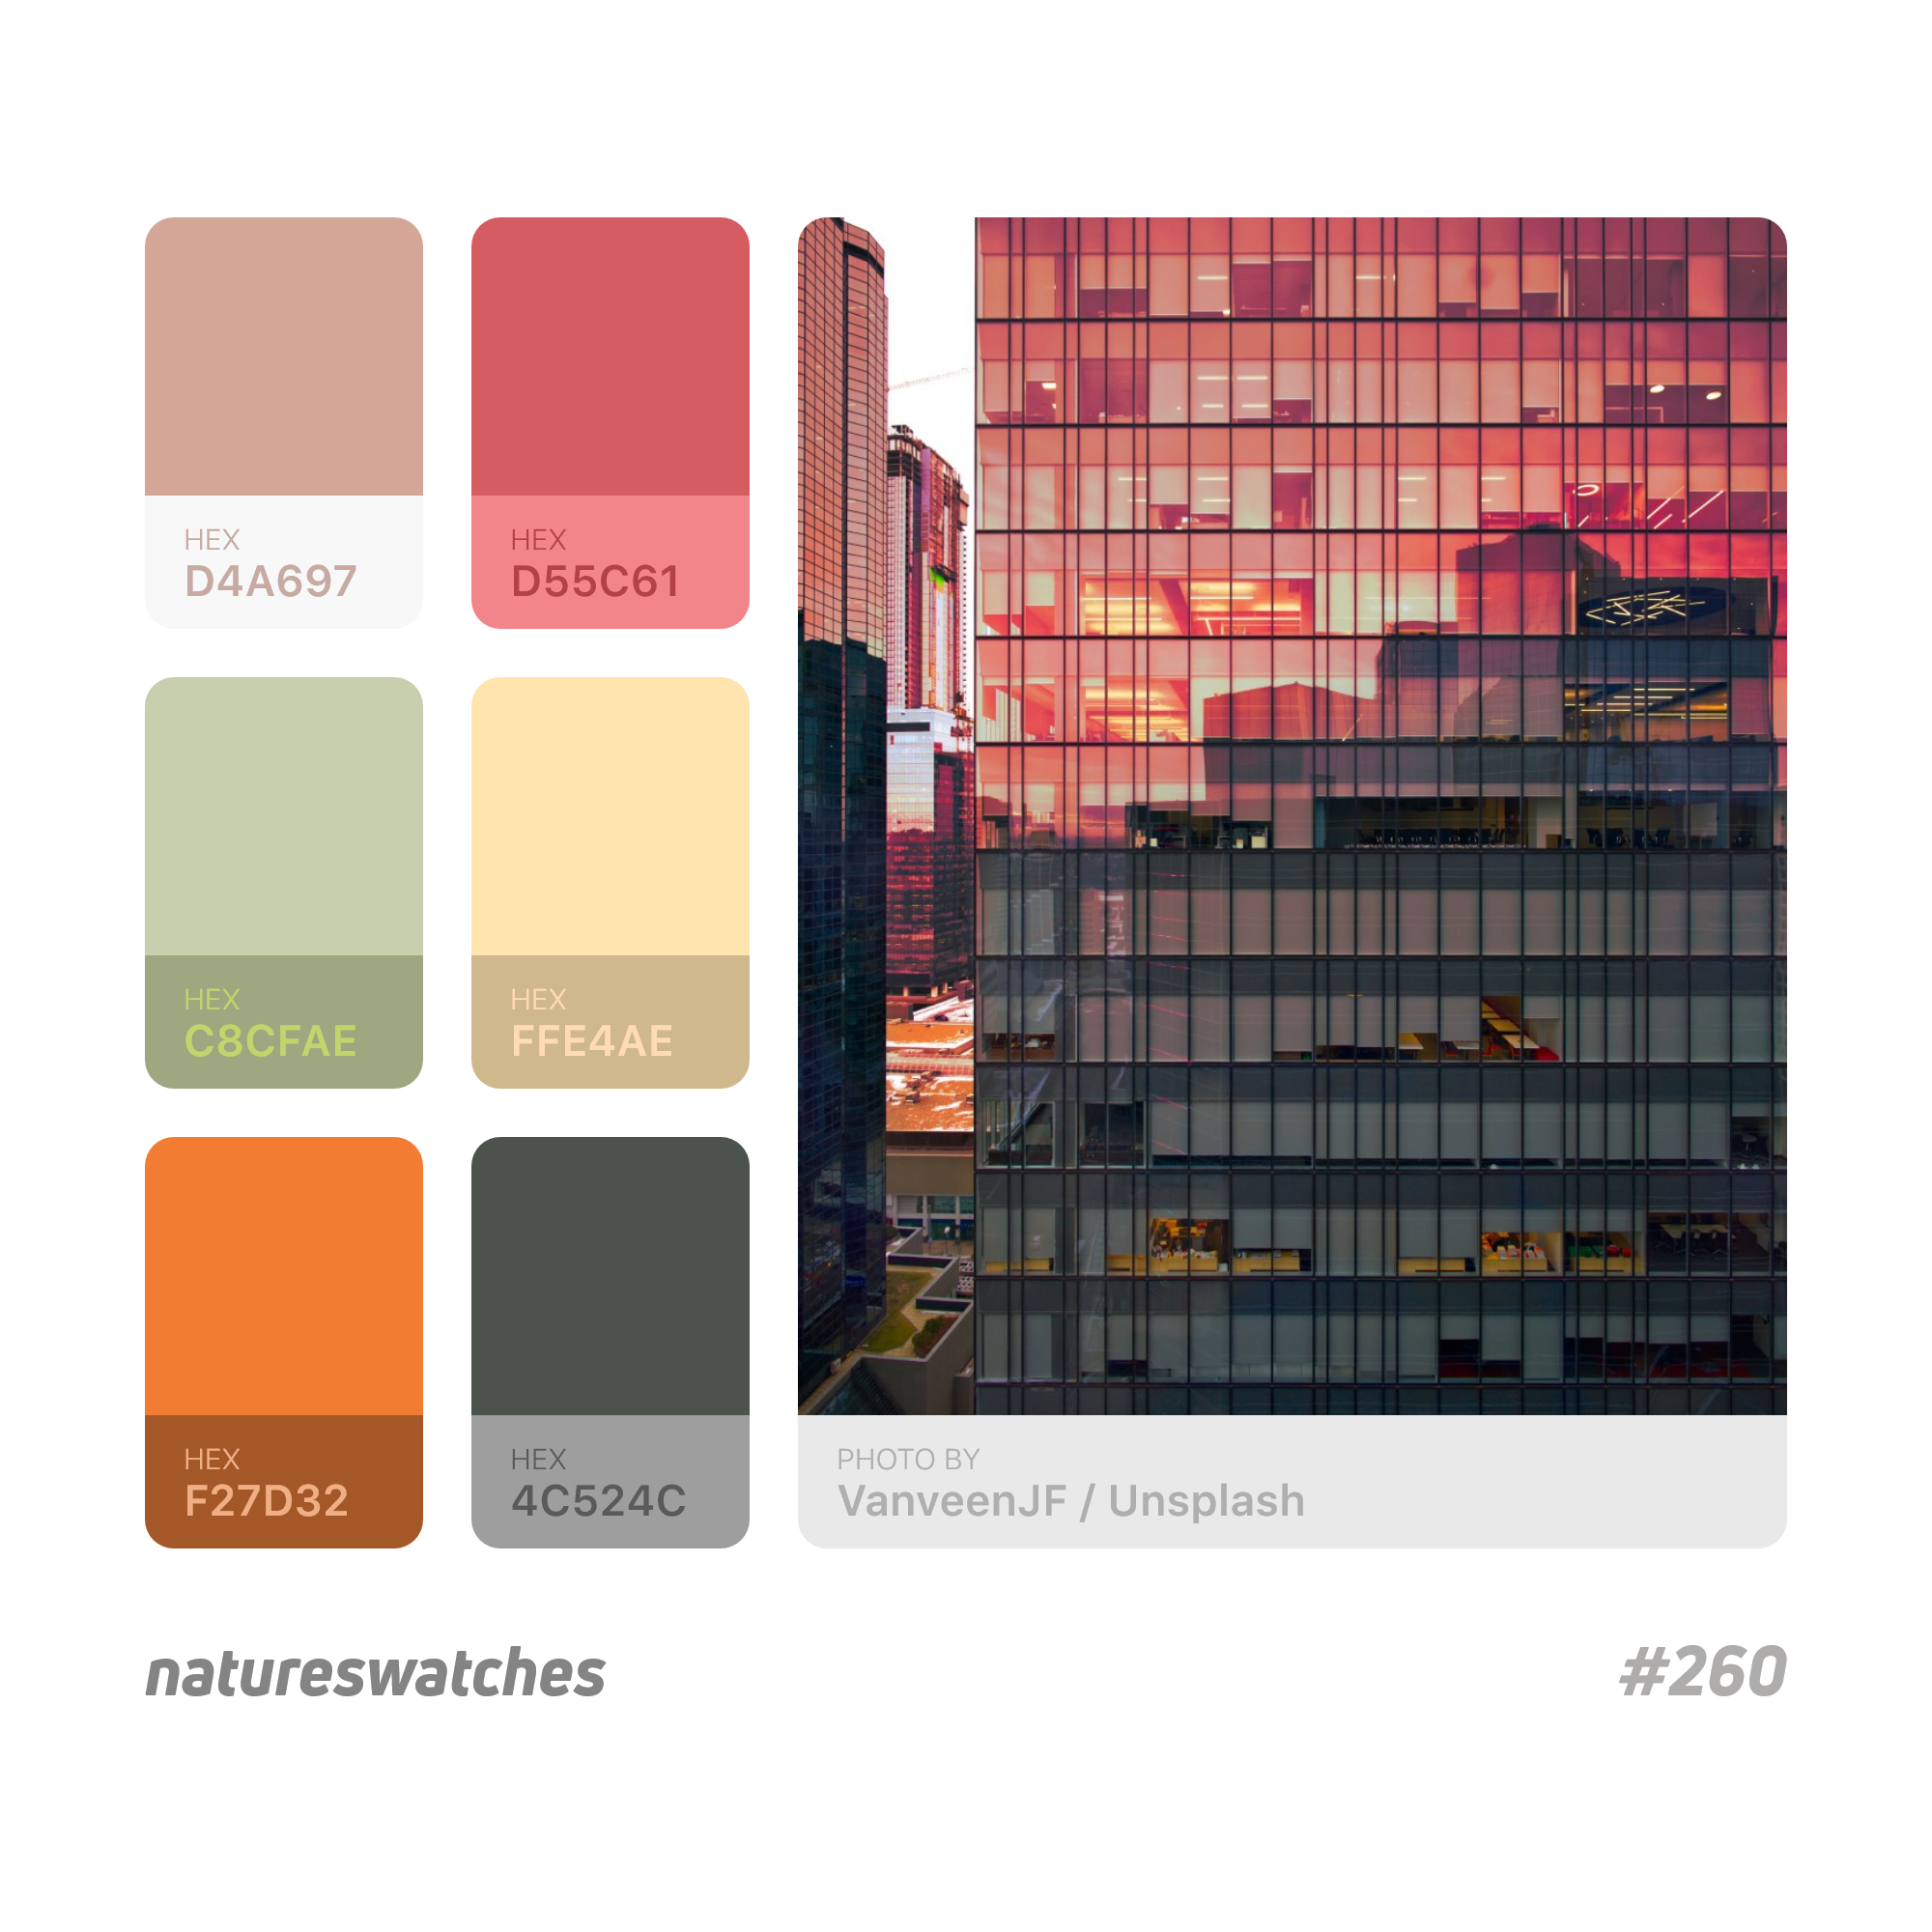 HEX
D4A697
HEX
D55C61
HEX
C8CFAE
HEX
FFE4AE
HEX
F27D32
HEX
4C524C
PHOTO BY
VanveenJF / Unsplash
natureswatches
#260